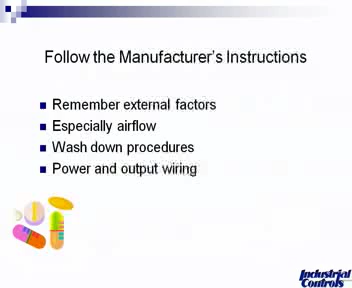 Follow the Manufacturer's Instructions
Remember external factors
Especially airflow
Wash down procedures
Power and output wiring
Industrial
Controls